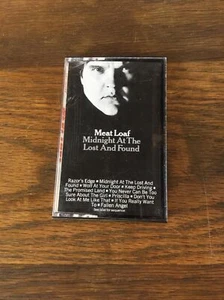 Meat Loaf
Midnight At The
Lost And Found
Razor's Edge • Midnight At The Lost And
Found • Wolf At Your Door • Keep Driving •
The Promised Land • You Never Can Be Too
Sure About The Girl • Priscilla • Don't You
Look At Me Like That • If You Really Want
To • Fallen Angel